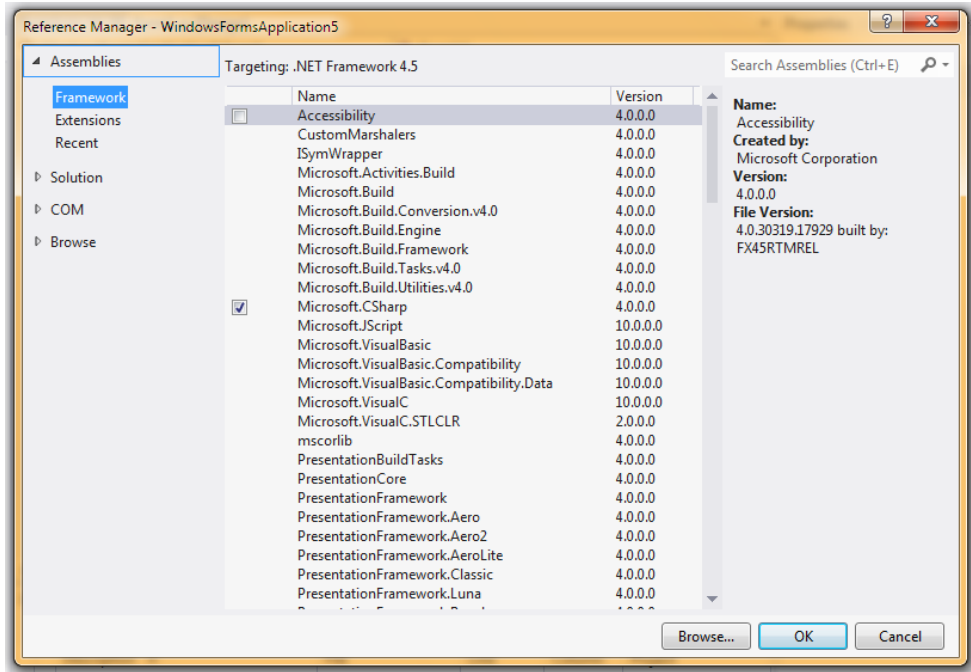 Reference Manager - WindowsFormsApplication5
Assemblies
Framework
Extensions
Recent
Solution
COM
Browse
Targeting: .NET Framework 4.5
Search Assemblies (Ctrl+E)
Name Version
Accessibility 4.0.0.0
CustomMarshalers 4.0.0.0
ISymWrapper 4.0.0.0
Microsoft.Activities.Build 4.0.0.0
Microsoft.Build 4.0.0.0
Microsoft.Build.Conversion.v4.0 4.0.0.0
Microsoft.Build.Engine 4.0.0.0
Microsoft.Build.Framework 4.0.0.0
Microsoft.Build.Tasks.v4.0 4.0.0.0
Microsoft.Build.Utilities.v4.0 4.0.0.0
Microsoft.CSharp 4.0.0.0
Microsoft.JScript 10.0.0.0
Microsoft.VisualBasic 10.0.0.0
Microsoft.VisualBasic.Compatibility 10.0.0.0
Microsoft.VisualBasic.Compatibility.Data 10.0.0.0
Microsoft.VisualC 10.0.0.0
Microsoft.VisualC.STLCLR 2.0.0.0
mscorlib 4.0.0.0
PresentationBuildTasks 4.0.0.0
PresentationCore 4.0.0.0
PresentationFramework 4.0.0.0
PresentationFramework.Aero 4.0.0.0
PresentationFramework.Aero2 4.0.0.0
PresentationFramework.AeroLite 4.0.0.0
PresentationFramework.Classic 4.0.0.0
PresentationFramework.Luna 4.0.0.0
Name:
Accessibility
Created by:
Microsoft Corporation
Version:
4.0.0.0
File Version:
4.0.30319.17929 built by:
FX45RTMREL
Browse... OK Cancel